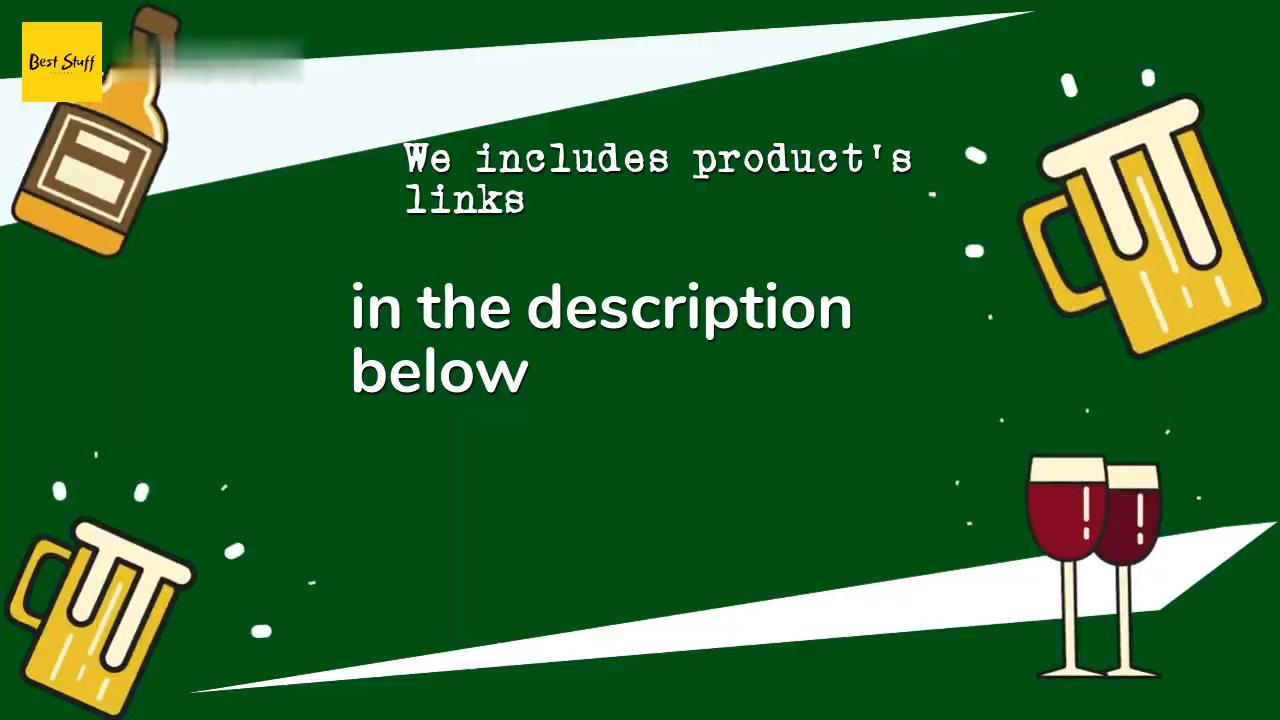 Best Stuff
We includes product's
links
in the description
below